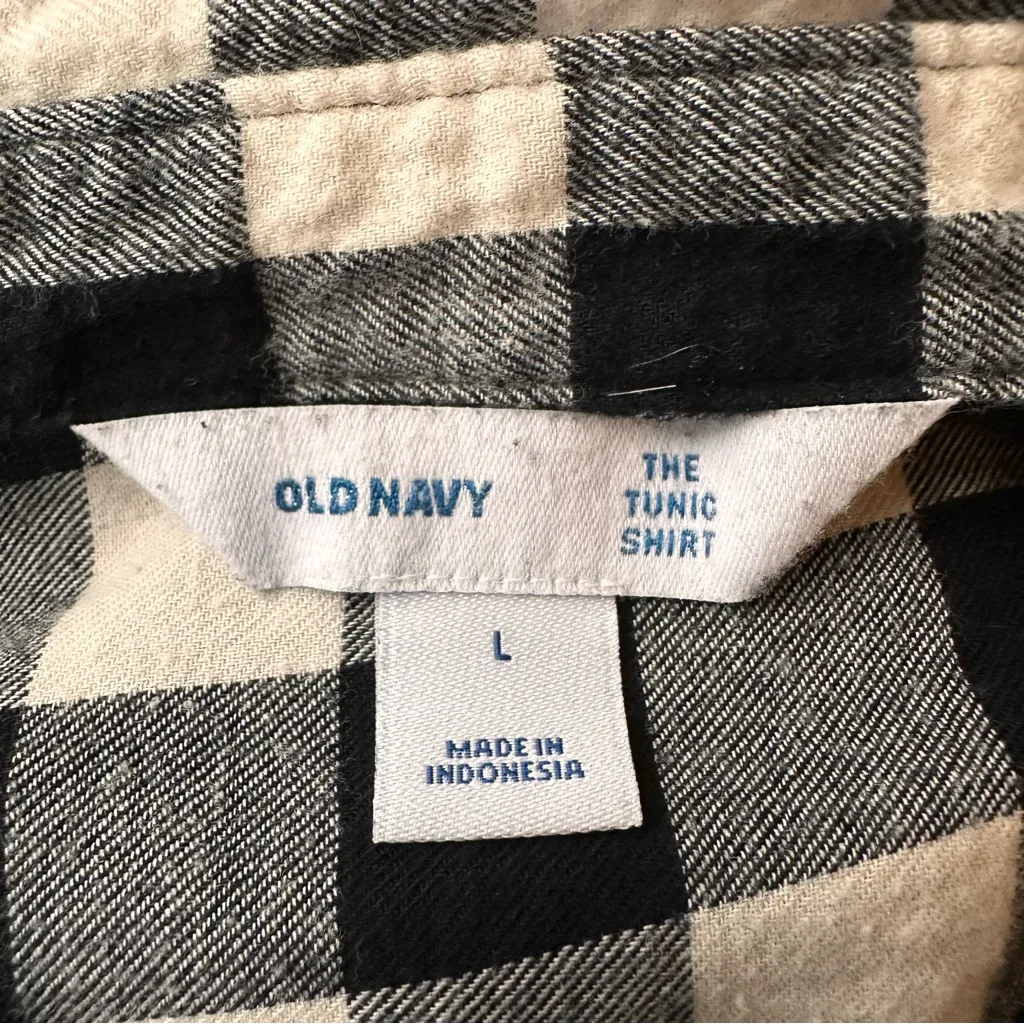 OLD NAVY
THE
TUNIC
SHIRT
L
MADE IN
INDONESIA